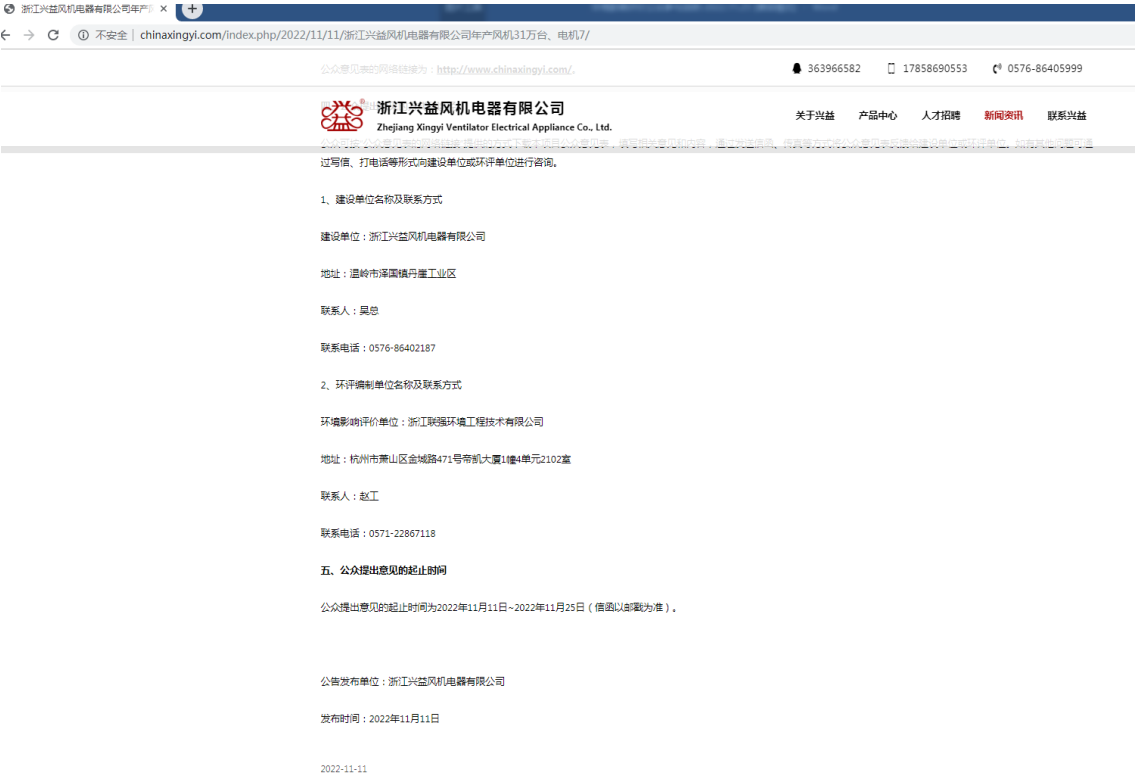 浙江兴益风机电器有限公司年产
不安全 | chinaxingyi.com/index.php/2022/11/11/浙江兴益风机电器有限公司年产风机31万台、电机7/
公众意见表的网络链接为：http://www.chinaxingyi.com/。
363966582 17858690553 0576-86405999
浙江兴益风机电器有限公司
Zhejiang Xingyi Ventilator Electrical Appliance Co., Ltd.
关于兴益 产品中心 人才招聘 新闻资讯 联系兴益
过写信、打电话等形式向建设单位或环评单位进行咨询。
1、建设单位名称及联系方式
建设单位：浙江兴益风机电器有限公司
地址：温岭市泽国镇丹崖工业区
联系人：吴总
联系电话：0576-86402187
2、环评编制单位名称及联系方式
环境影响评价单位：浙江联强环境工程技术有限公司
地址：杭州市萧山区金城路471号帝凯大厦1幢4单元2102室
联系人：赵工
联系电话：0571-22867118
五、公众提出意见的起止时间
公众提出意见的起止时间为2022年11月11日~2022年11月25日（信函以邮戳为准）。
公告发布单位：浙江兴益风机电器有限公司
发布时间：2022年11月11日
2022-11-11